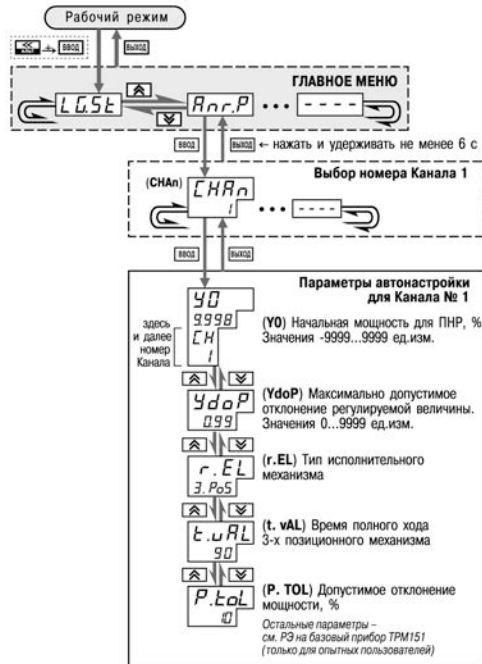 Рабочий режим
ALT
ВВОД
ВЫХОД
ГЛАВНОЕ МЕНЮ
LG.St
Anr.P
- - - -
ВВОД
ВЫХОД
← нажать и удерживать не менее 6 с
Выбор номера Канала 1
(CHAn)
CHAn
1
- - - -
ВВОД
ВЫХОД
Параметры автонастройки
для Канала № 1
Y0
9.998
CH
1
здесь
и далее
номер
Канала
(Y0) Начальная мощность для ПНР, %
Значения -9999...9999 ед.изм.
YdoP
0.99
(YdoP) Максимально допустимое
отклонение регулируемой величины.
Значения 0...9999 ед.изм.
r.EL
3.PoS
(r.EL) Тип исполнительного
механизма
t.vAL
90
(t. vAL) Время полного хода
3-х позиционного механизма
P.toL
10
(P. TOL) Допустимое отклонение
мощности, %
Остальные параметры –
см. РЭ на базовый прибор ТРМ151
(только для опытных пользователей)